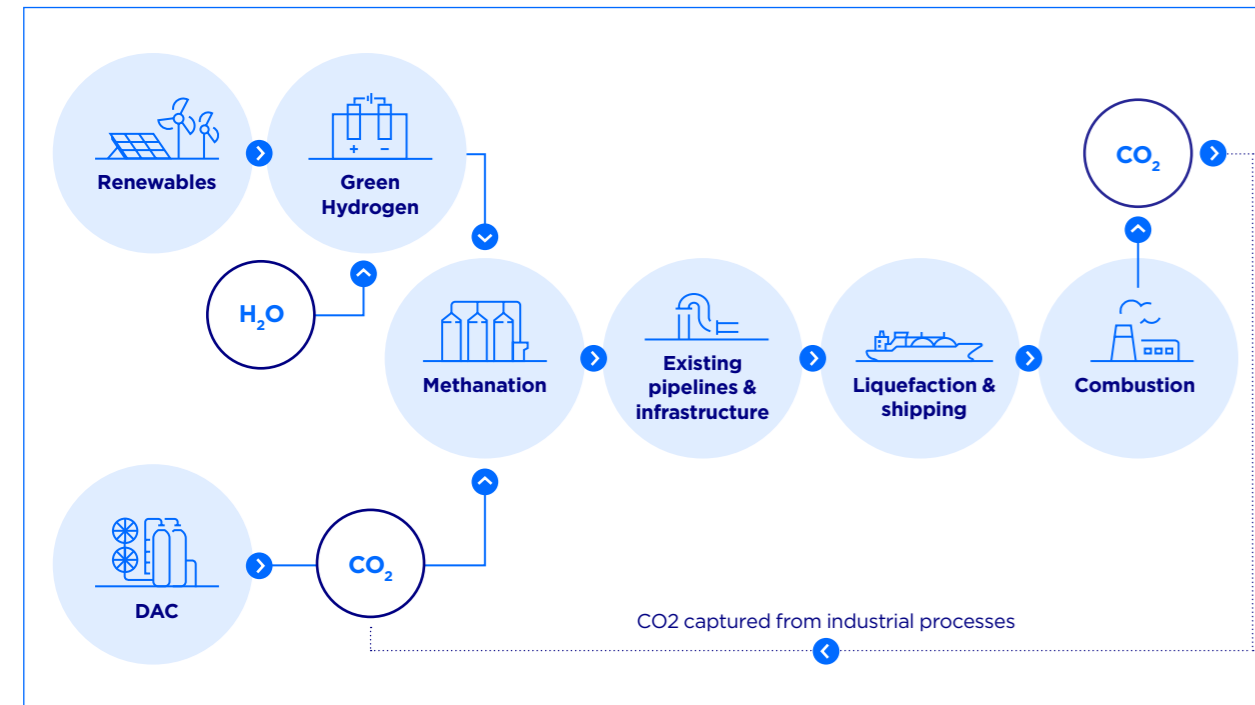 Renewables
Green
Hydrogen
+ −
CO₂
H₂O
Methanation
Existing
pipelines &
infrastructure
Liquefaction &
shipping
Combustion
DAC
CO₂
CO2 captured from industrial processes